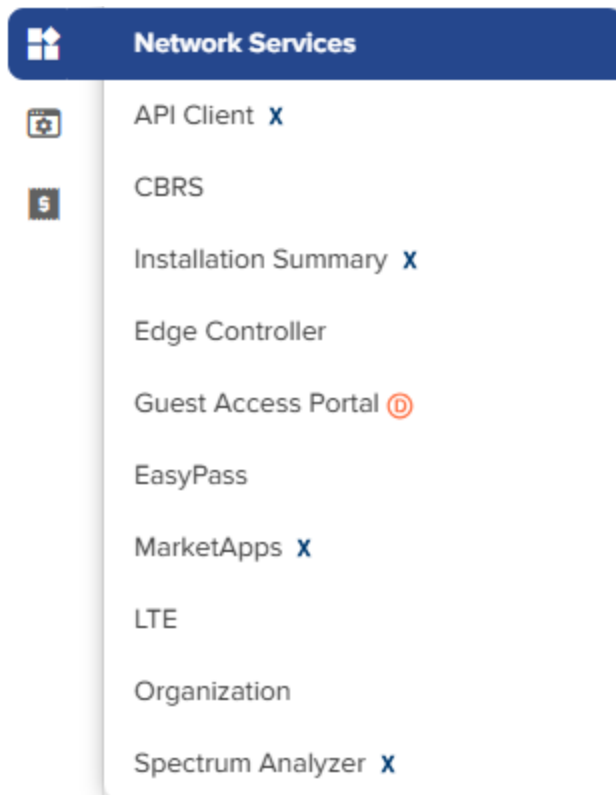 Network Services
API Client X
CBRS
$
Installation Summary X
Edge Controller
Guest Access Portal D
EasyPass
MarketApps X
LTE
Organization
Spectrum Analyzer X